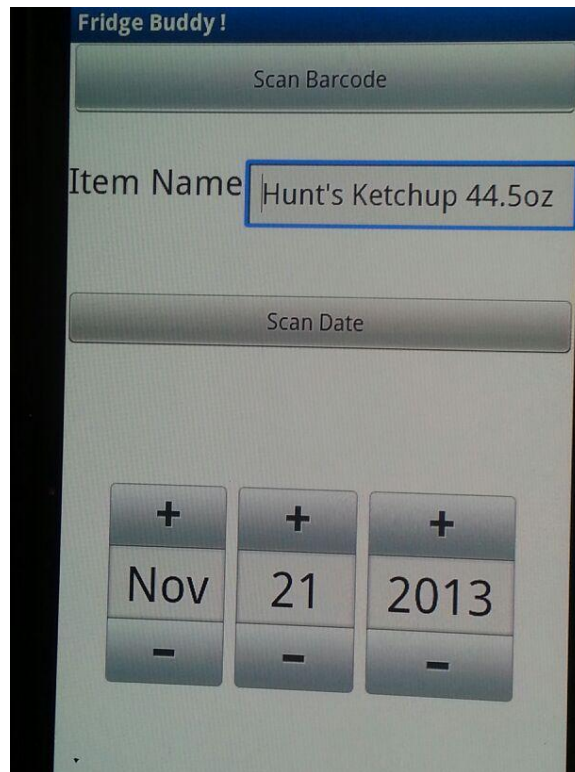 Fridge Buddy !
Scan Barcode
Item Name Hunt's Ketchup 44.5oz
Scan Date
+ + +
Nov 21 2013
- - -